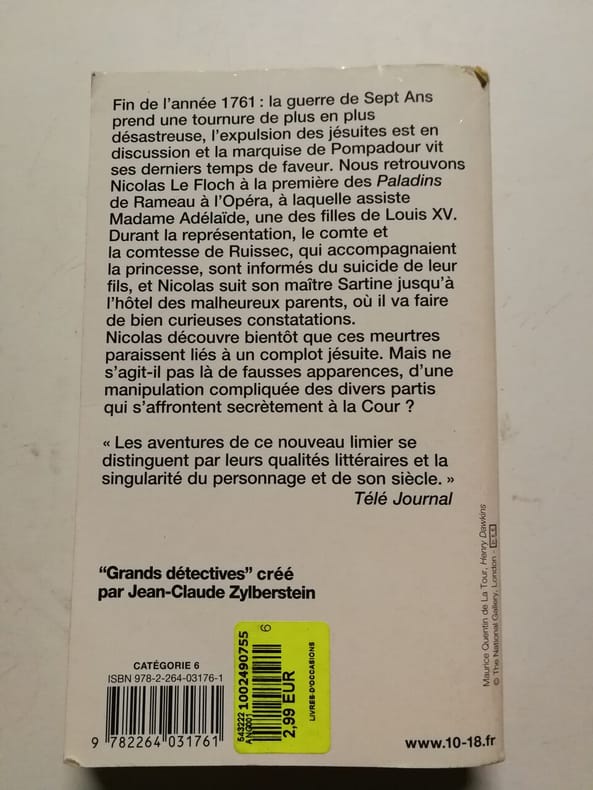 Fin de l'année 1761 : la guerre de Sept Ans
prend une tournure de plus en plus
désastreuse, l'expulsion des jésuites est en
discussion et la marquise de Pompadour vit
ses derniers temps de faveur. Nous retrouvons
Nicolas Le Floch à la première des Paladins
de Rameau à l'Opéra, à laquelle assiste
Madame Adélaïde, une des filles de Louis XV.
Durant la représentation, le comte et
la comtesse de Ruissec, qui accompagnaient
la princesse, sont informés du suicide de leur
fils, et Nicolas suit son maître Sartine jusqu'à
l'hôtel des malheureux parents, où il va faire
de bien curieuses constatations.
Nicolas découvre bientôt que ces meurtres
paraissent liés à un complot jésuite. Mais ne
s'agit-il pas là de fausses apparences, d'une
manipulation compliquée des divers partis
qui s'affrontent secrètement à la Cour ?
« Les aventures de ce nouveau limier se
distinguent par leurs qualités littéraires et la
singularité du personnage et de son siècle. »
Télé Journal
"Grands détectives" créé
par Jean-Claude Zylberstein
Maurice Quentin de La Tour, Henry Dawkins
© The National Gallery, London -
CATÉGORIE 6
ISBN 978-2-264-03176-1
9 782264 031761
6
543222 1002490755
ANG001
2,99 EUR
LIVRES-D'OCCASIONS
www.10-18.fr